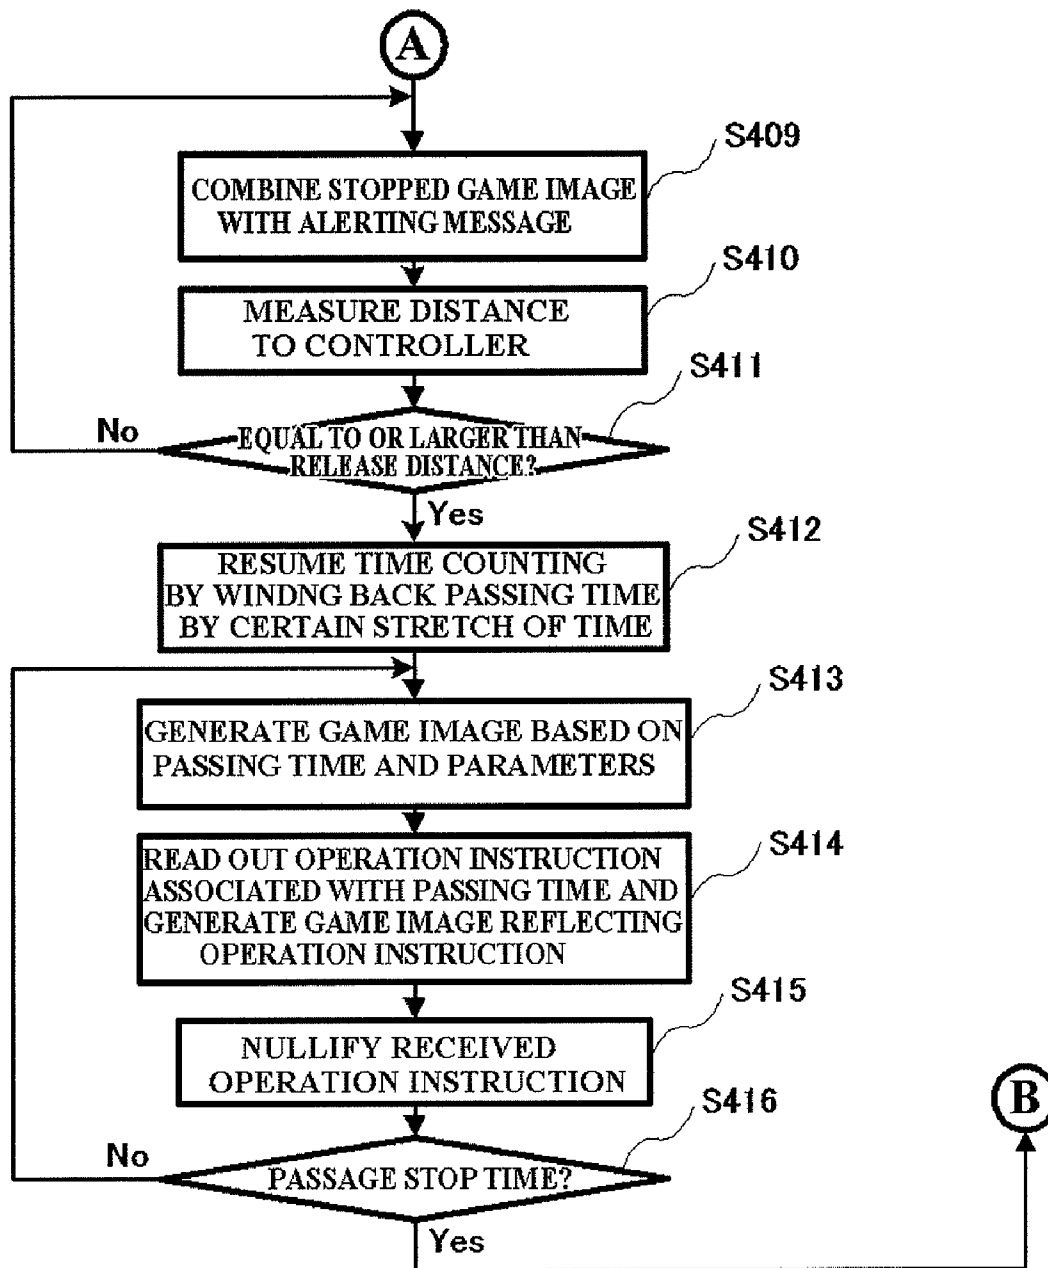 A
S409
COMBINE STOPPED GAME IMAGE
WITH ALERTING MESSAGE
S410
MEASURE DISTANCE
TO CONTROLLER
S411
No
EQUAL TO OR LARGER THAN
RELEASE DISTANCE?
Yes
S412
RESUME TIME COUNTING
BY WINDNG BACK PASSING TIME
BY CERTAIN STRETCH OF TIME
S413
GENERATE GAME IMAGE BASED ON
PASSING TIME AND PARAMETERS
S414
READ OUT OPERATION INSTRUCTION
ASSOCIATED WITH PASSING TIME AND
GENERATE GAME IMAGE REFLECTING
OPERATION INSTRUCTION
S415
NULLIFY RECEIVED
OPERATION INSTRUCTION
S416
B
No
PASSAGE STOP TIME?
Yes